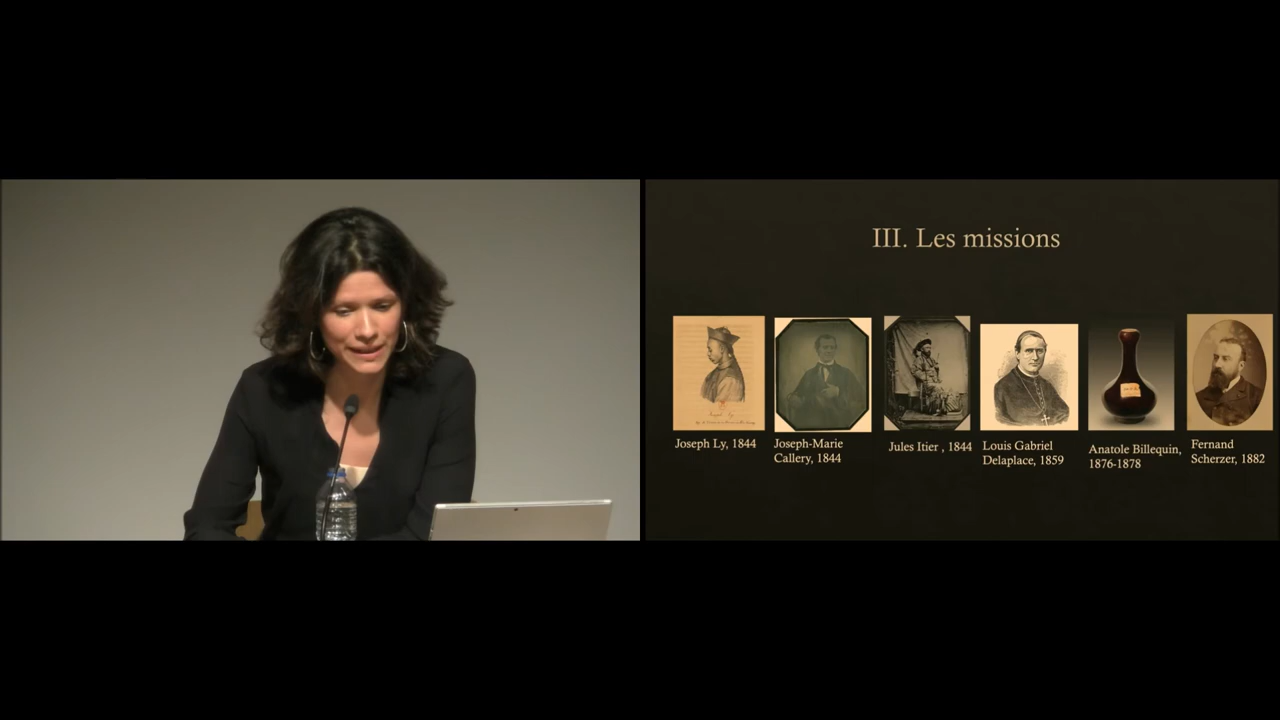 III. Les missions
Joseph Ly, 1844
Joseph-Marie
Callery, 1844
Jules Itier , 1844
Louis Gabriel
Delaplace, 1859
Anatole Billequin,
1876-1878
Fernand
Scherzer, 1882